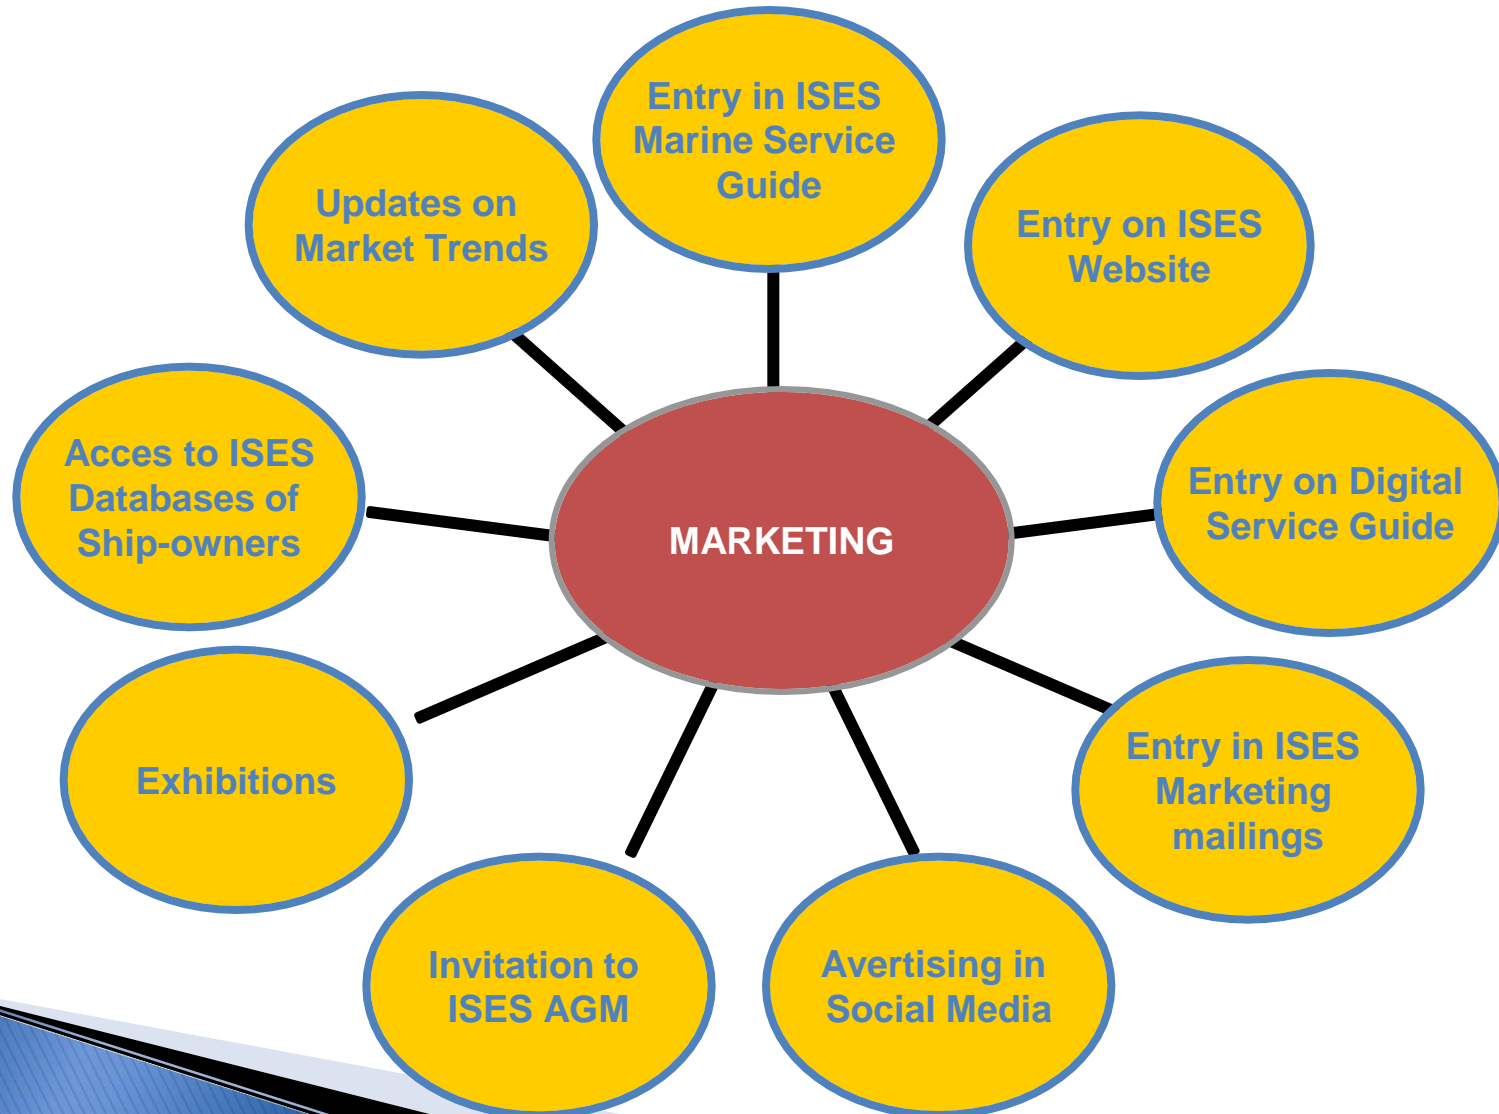 Entry in ISES
Marine Service
Guide
Updates on
Market Trends
Entry on ISES
Website
Acces to ISES
Databases of
Ship-owners
Entry on Digital
Service Guide
MARKETING
Exhibitions
Entry in ISES
Marketing
mailings
Invitation to
ISES AGM
Avertising in
Social Media